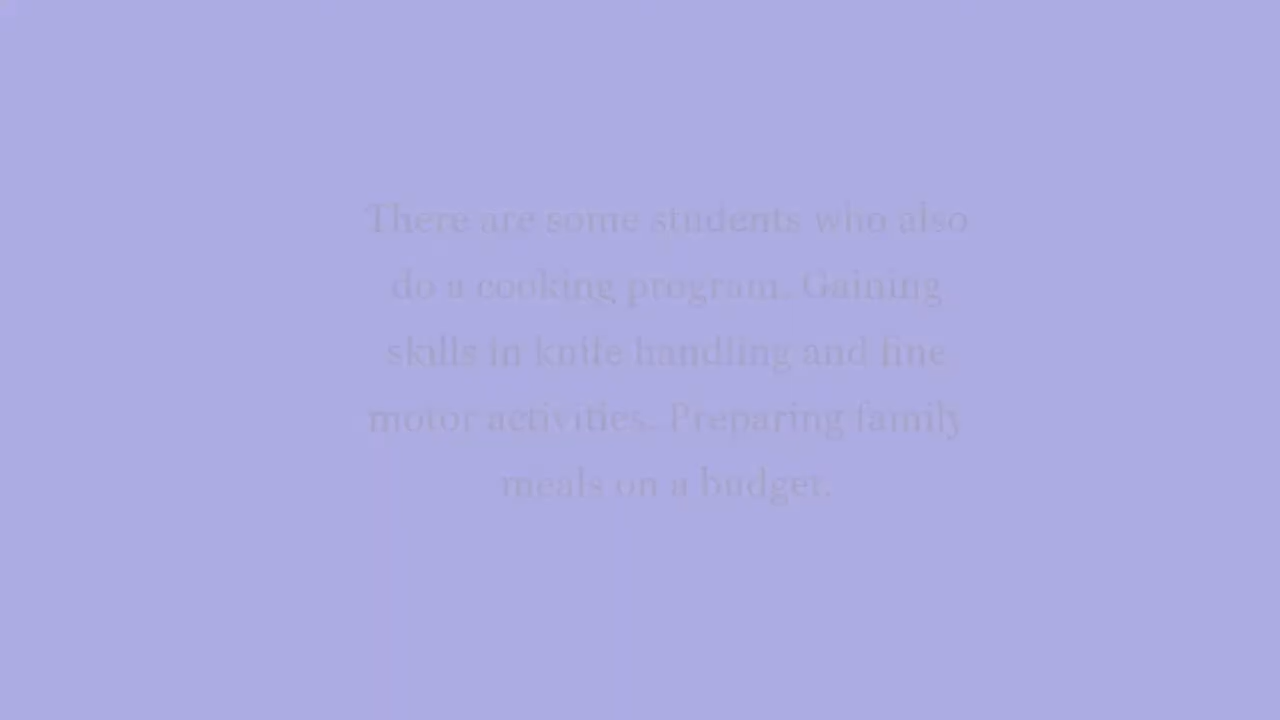 There are some students who also
do a cooking program. Gaining
skills in knife handling and fine
motor activities. Preparing family
meals on a budget.